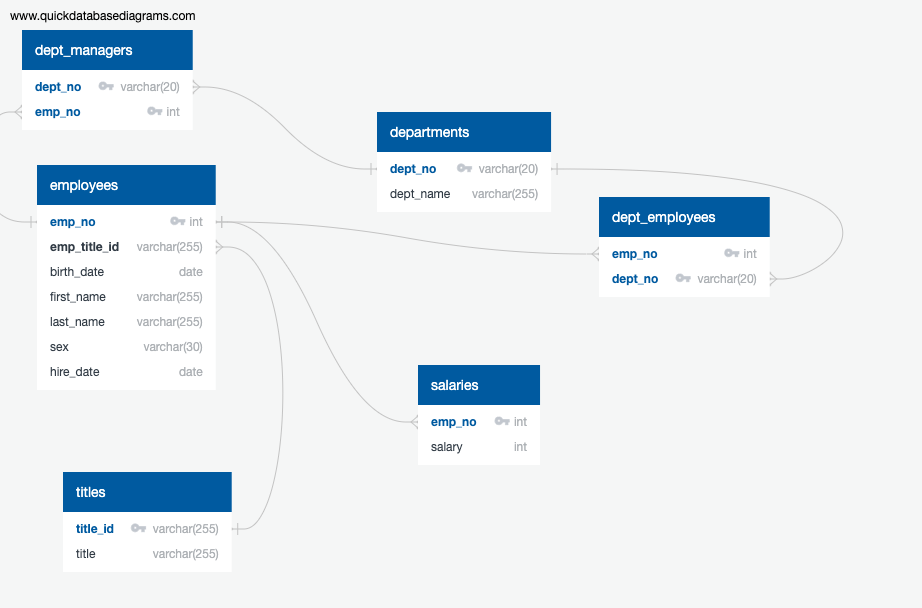 www.quickdatabasediagrams.com
dept_managers
dept_no varchar(20)
emp_no int
departments
dept_no varchar(20)
dept_name varchar(255)
employees
emp_no int
emp_title_id varchar(255)
birth_date date
first_name varchar(255)
last_name varchar(255)
sex varchar(30)
hire_date date
dept_employees
emp_no int
dept_no varchar(20)
salaries
emp_no int
salary int
titles
title_id varchar(255)
title varchar(255)